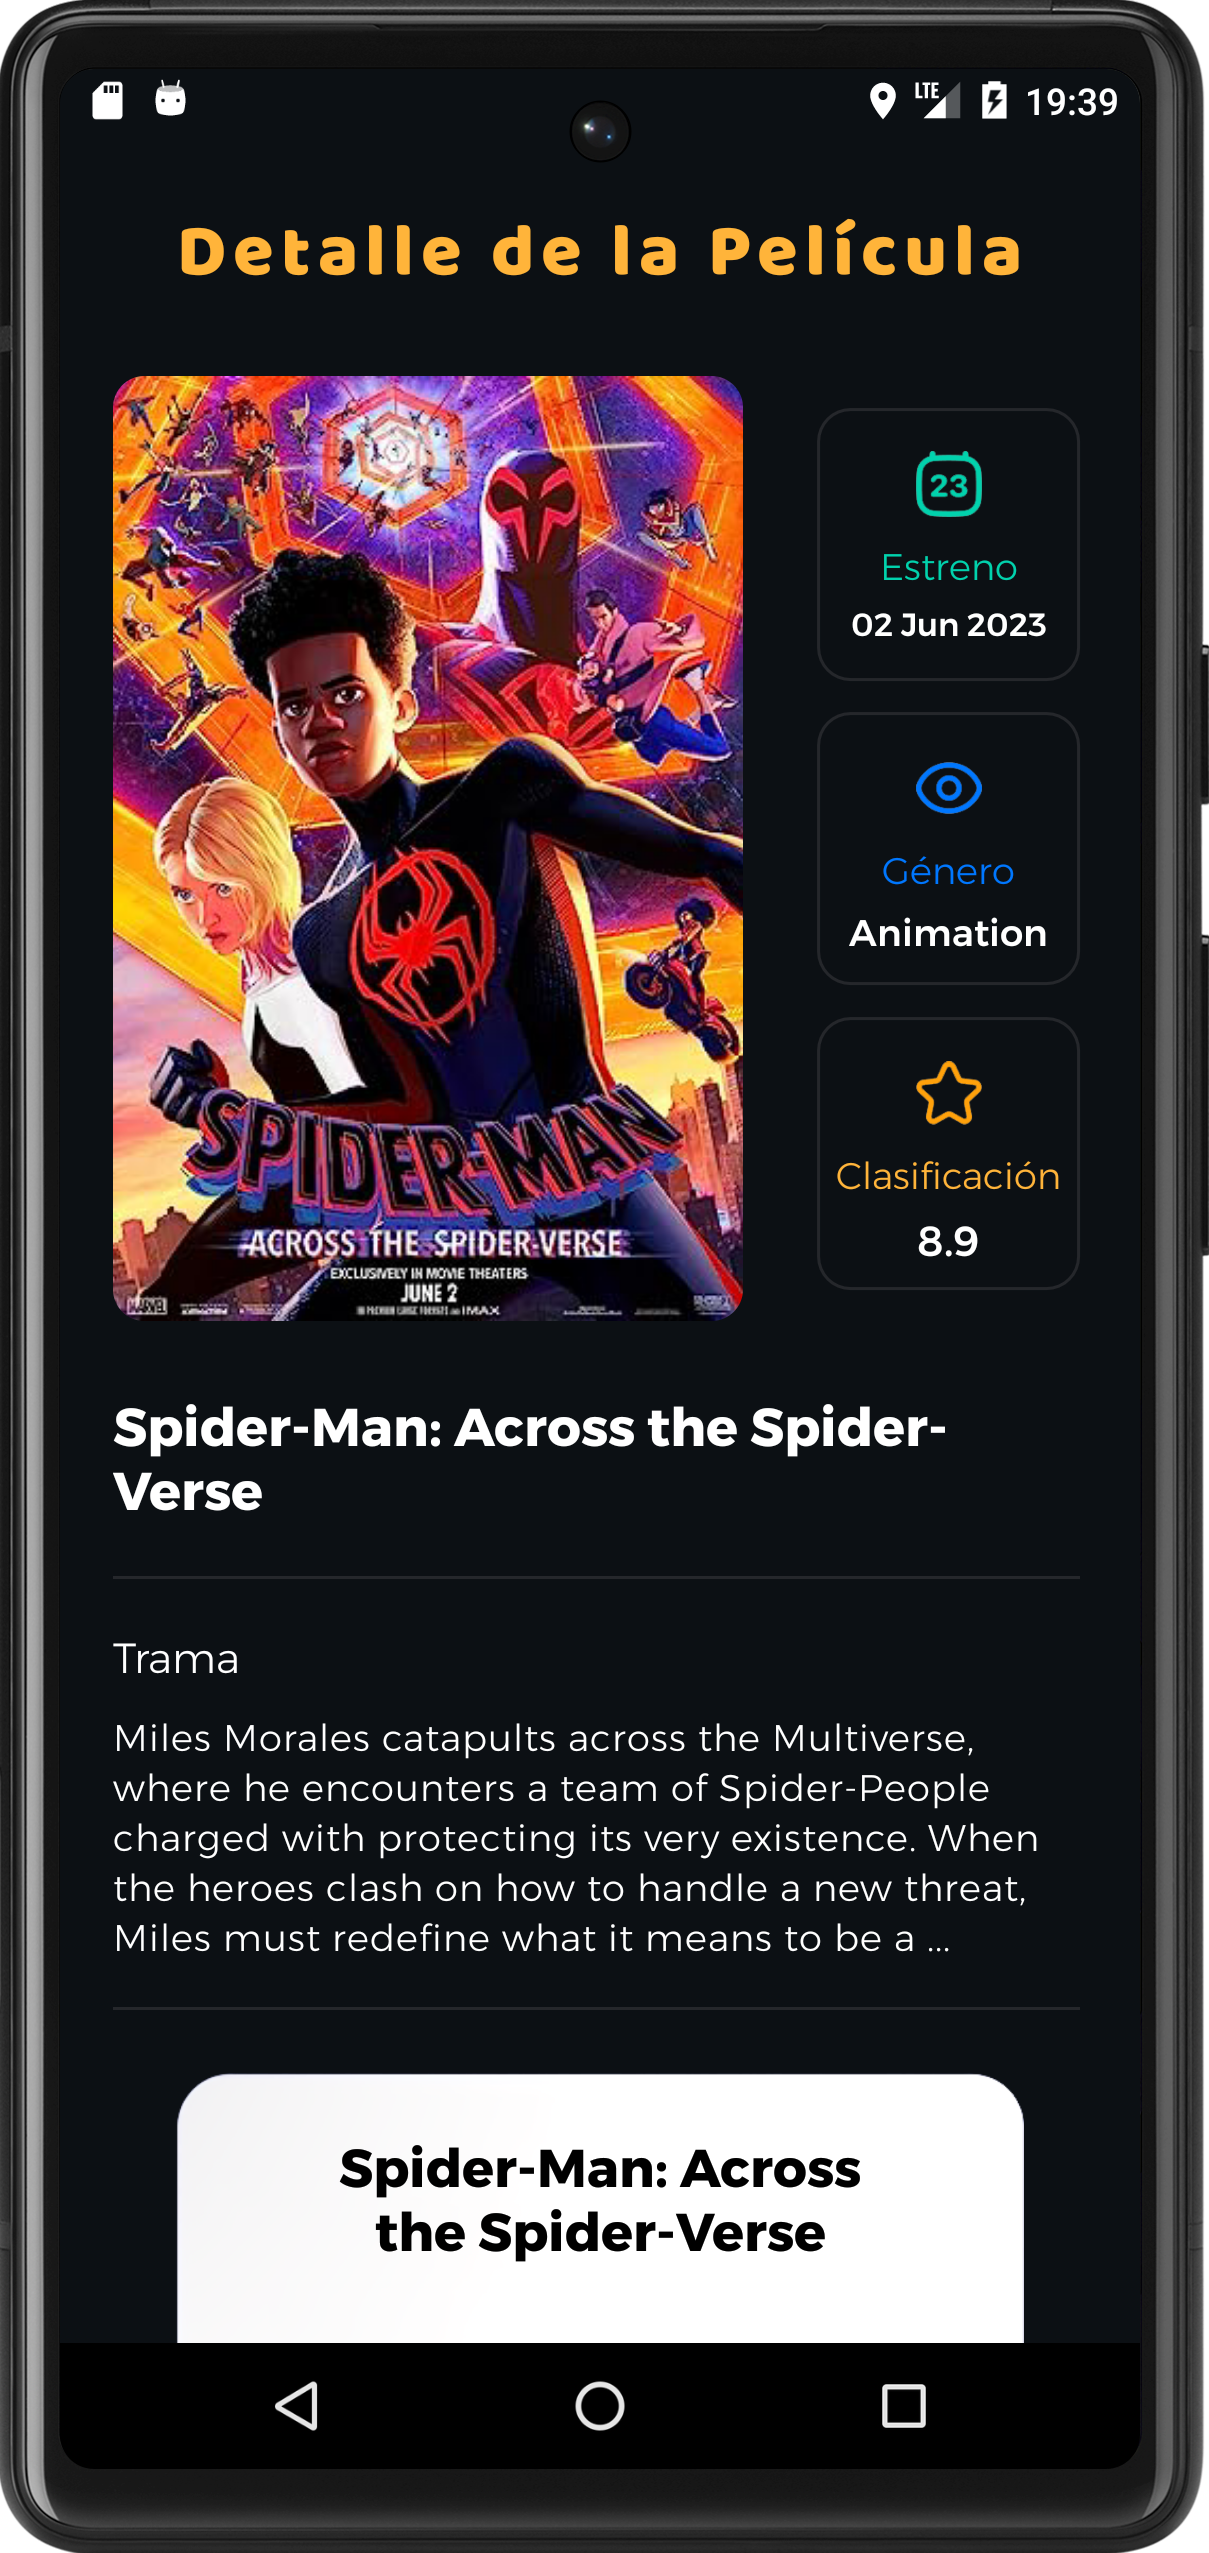 LTE 19:39
Detalle de la Película
23
Estreno
02 Jun 2023
Género
Animation
Clasificación
8.9
SPIDER-MAN
ACROSS THE SPIDER-VERSE
EXCLUSIVELY IN MOVIE THEATERS
JUNE 2
MARVEL
IMAX
Spider-Man: Across the Spider-
Verse
Trama
Miles Morales catapults across the Multiverse,
where he encounters a team of Spider-People
charged with protecting its very existence. When
the heroes clash on how to handle a new threat,
Miles must redefine what it means to be a ...
Spider-Man: Across
the Spider-Verse